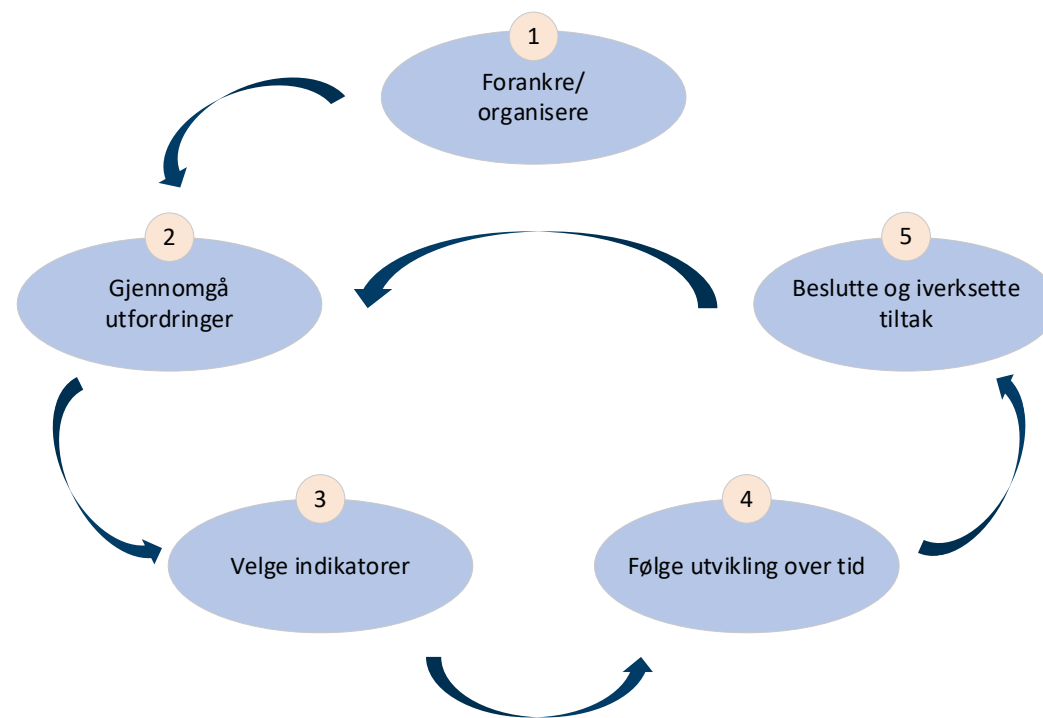 1
Forankre/
organisere
2
Gjennomgå
utfordringer
3
Velge indikatorer
4
Følge utvikling over tid
5
Beslutte og iverksette
tiltak